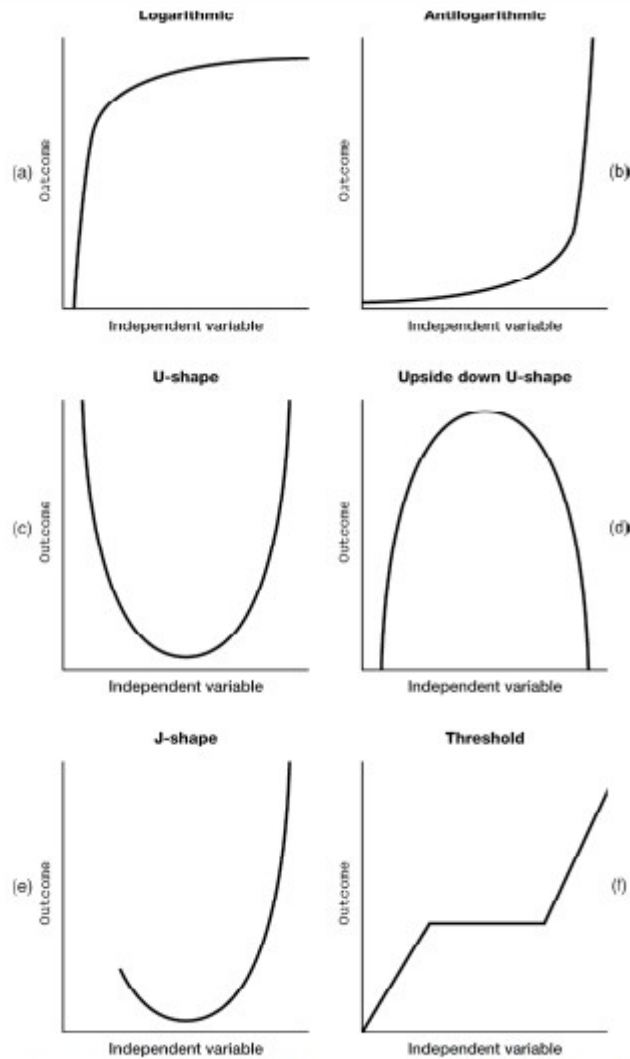 Logarithmic
Antilogarithmic
(a)
Outcome
Outcome
(b)
Independent variable
Independent variable
U-shape
Upside down U-shape
(c)
Outcome
Outcome
(d)
Independent variable
Independent variable
J-shape
Threshold
(e)
Outcome
Outcome
(f)
Independent variable
Independent variable